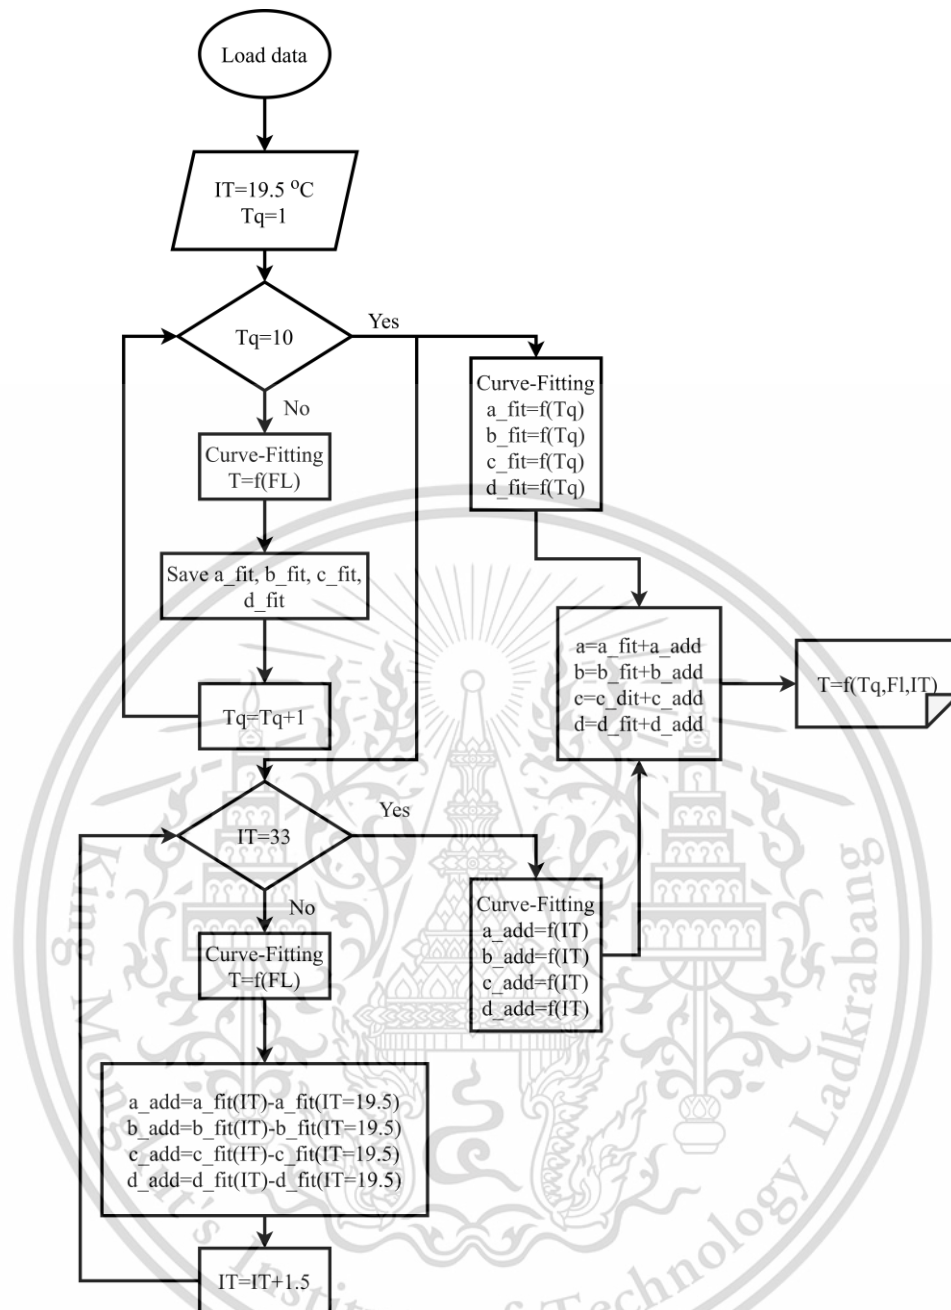 Load data
IT=19.5 °C
Tq=1
Tq=10
Yes
No
Curve-Fitting
T=f(FL)
Save a_fit, b_fit, c_fit,
d_fit
Tq=Tq+1
Curve-Fitting
a_fit=f(Tq)
b_fit=f(Tq)
c_fit=f(Tq)
d_fit=f(Tq)
a=a_fit+a_add
b=b_fit+b_add
c=c_dit+c_add
d=d_fit+d_add
T=f(Tq,Fl,IT)
IT=33
Yes
No
Curve-Fitting
T=f(FL)
Curve-Fitting
a_add=f(IT)
b_add=f(IT)
c_add=f(IT)
d_add=f(IT)
a_add=a_fit(IT)-a_fit(IT=19.5)
b_add=b_fit(IT)-b_fit(IT=19.5)
c_add=c_fit(IT)-c_fit(IT=19.5)
d_add=d_fit(IT)-d_fit(IT=19.5)
IT=IT+1.5
King Mongkut's Institute of Technology Ladkrabang